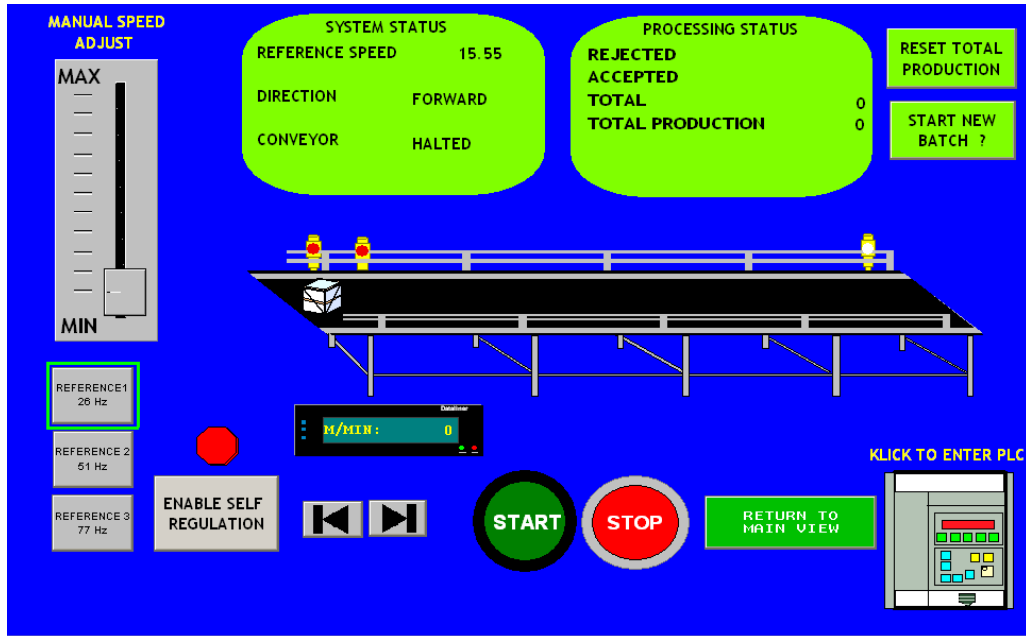 MANUAL SPEED
ADJUST
MAX
MIN
SYSTEM STATUS
REFERENCE SPEED 15.55
DIRECTION FORWARD
CONVEYOR HALTED
PROCESSING STATUS
REJECTED
ACCEPTED
TOTAL 0
TOTAL PRODUCTION 0
RESET TOTAL
PRODUCTION
START NEW
BATCH ?
REFERENCE1
26 Hz
REFERENCE 2
51 Hz
REFERENCE 3
77 Hz
ENABLE SELF
REGULATION
Dataliner
M/MIN: 0
START
STOP
RETURN TO
MAIN VIEW
KLICK TO ENTER PLC